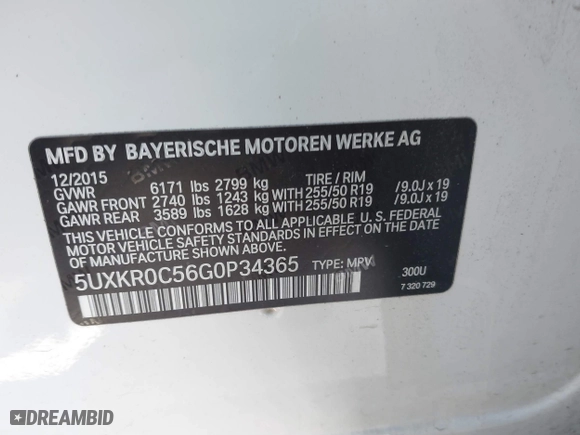 MFD BY BAYERISCHE MOTOREN WERKE AG
12/2015 TIRE / RIM
GVWR 6171 lbs 2799 kg
GAWR FRONT 2740 lbs 1243 kg WITH 255/50 R19 /9.0J x 19
GAWR REAR 3589 lbs 1628 kg WITH 255/50 R19 /9.0J x 19
THIS VEHICLE CONFORMS TO ALL APPLICABLE U. S. FEDERAL
MOTOR VEHICLE SAFETY STANDARDS IN EFFECT ON THE DATE
OF MANUFACTURE SHOWN ABOVE.
5UXKR0C56G0P34365 TYPE: MPV 300U
7 320 729
DREAMBID